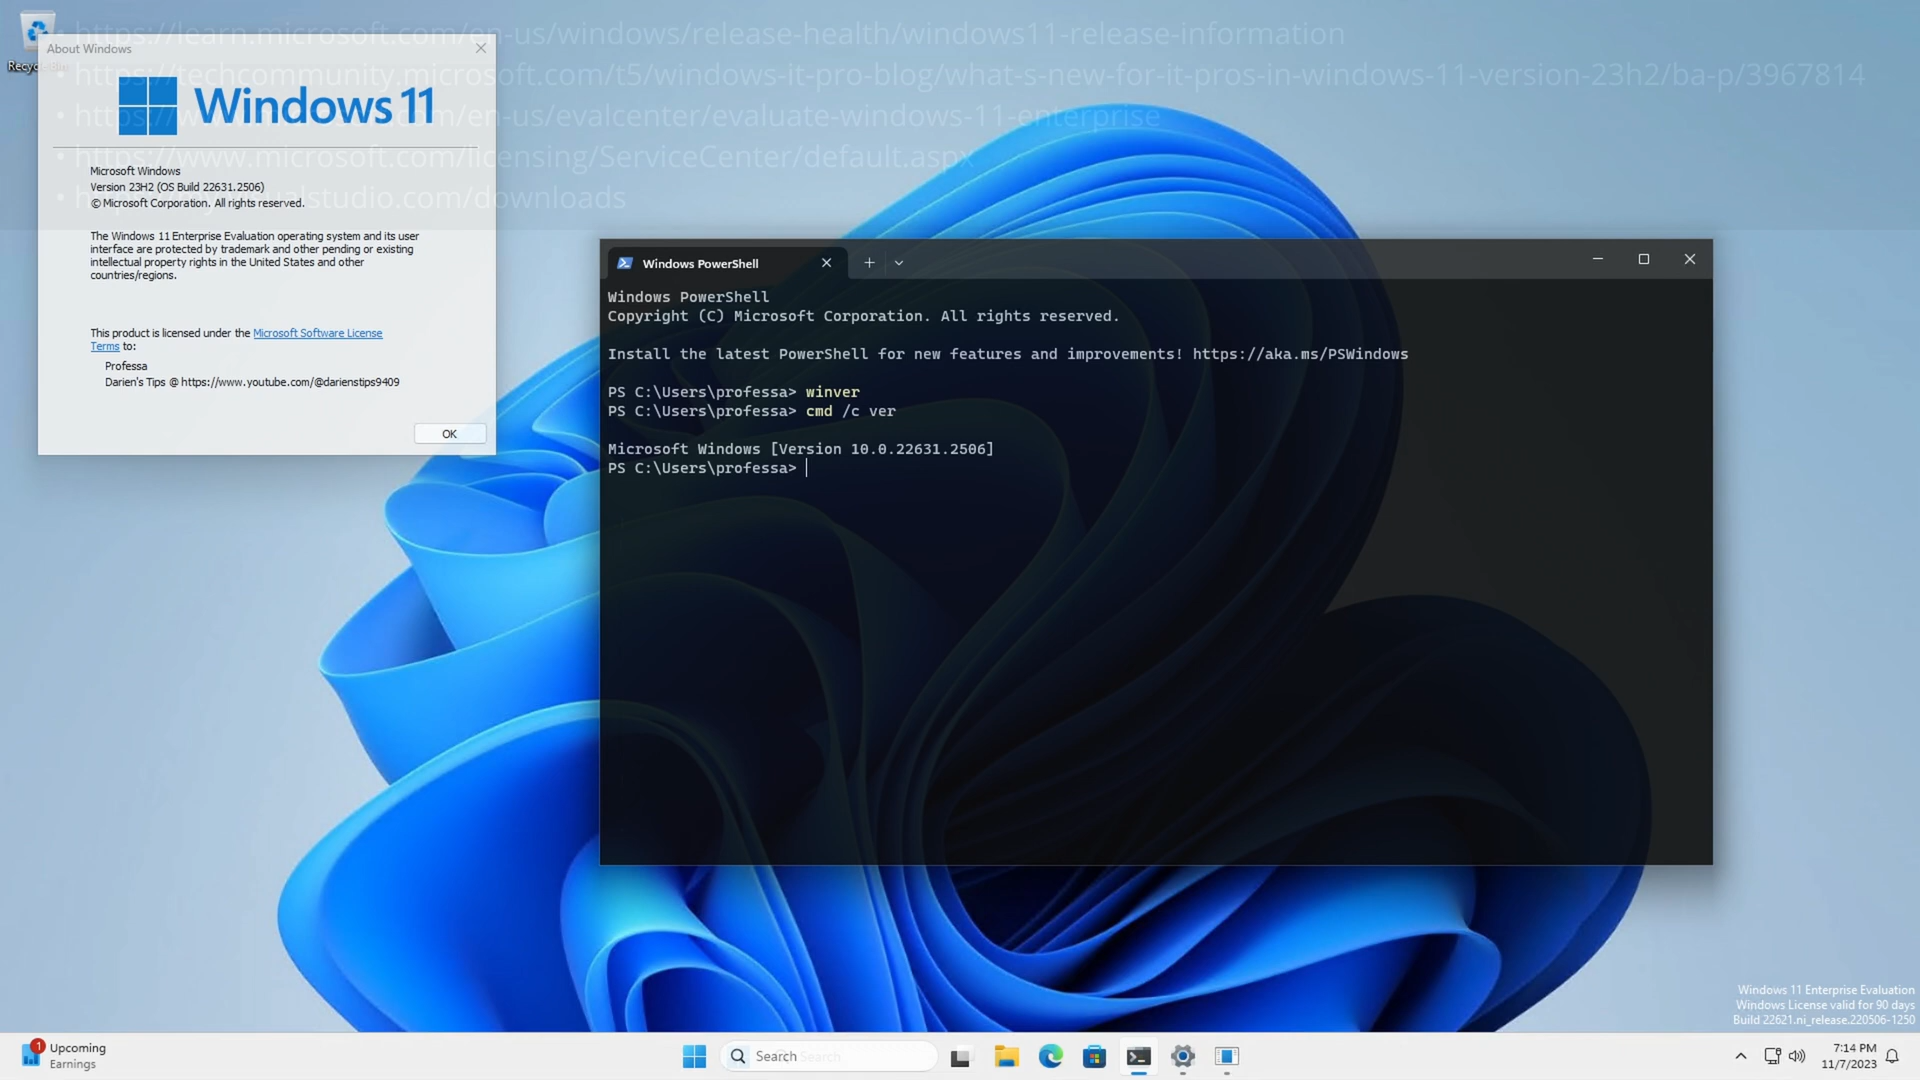 • https://learn.microsoft.com/en-us/windows/release-health/windows11-release-information
• https://techcommunity.microsoft.com/t5/windows-it-pro-blog/what-s-new-for-it-pros-in-windows-11-version-23h2/ba-p/3967814
en-us/evalcenter/evaluate-windows-11-enterprise
• https://www.microsoft.com/licensing/ServiceCenter/default.aspx
studio.com/downloads
About Windows
Windows 11
Microsoft Windows
Version 23H2 (OS Build 22631.2506)
© Microsoft Corporation. All rights reserved.
The Windows 11 Enterprise Evaluation operating system and its user
interface are protected by trademark and other pending or existing
intellectual property rights in the United States and other
countries/regions.
This product is licensed under the Microsoft Software License
Terms to:
Professa
Darien's Tips @ https://www.youtube.com/@darienstips9409
OK
Windows PowerShell
Windows PowerShell
Copyright (C) Microsoft Corporation. All rights reserved.
Install the latest PowerShell for new features and improvements! https://aka.ms/PSWindows
PS C:\Users\professa> winver
PS C:\Users\professa> cmd /c ver
Microsoft Windows [Version 10.0.22631.2506]
PS C:\Users\professa>
Windows 11 Enterprise Evaluation
Windows License valid for 90 days
Build 22621.ni_release.220506-1250
1
Upcoming
Earnings
Search
7:14 PM
11/7/2023